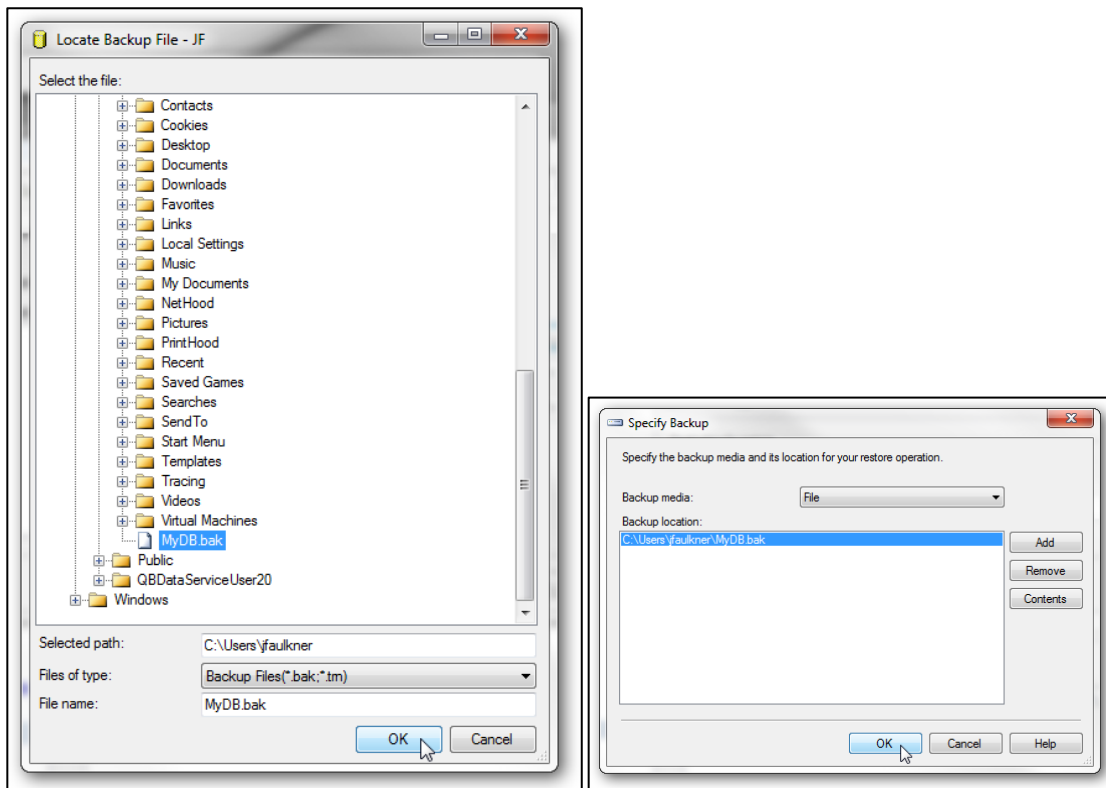 Locate Backup File - JF
Select the file:
Contacts
Cookies
Desktop
Documents
Downloads
Favorites
Links
Local Settings
Music
My Documents
NetHood
Pictures
PrintHood
Recent
Saved Games
Searches
SendTo
Start Menu
Templates
Tracing
Videos
Virtual Machines
MyDB.bak
Public
QBDataServiceUser20
Windows
Selected path: C:\Users\jfaulkner
Files of type: Backup Files(*.bak;*.trn)
File name: MyDB.bak
OK Cancel
Specify Backup
Specify the backup media and its location for your restore operation.
Backup media: File
Backup location:
C:\Users\jfaulkner\MyDB.bak
Add
Remove
Contents
OK Cancel Help